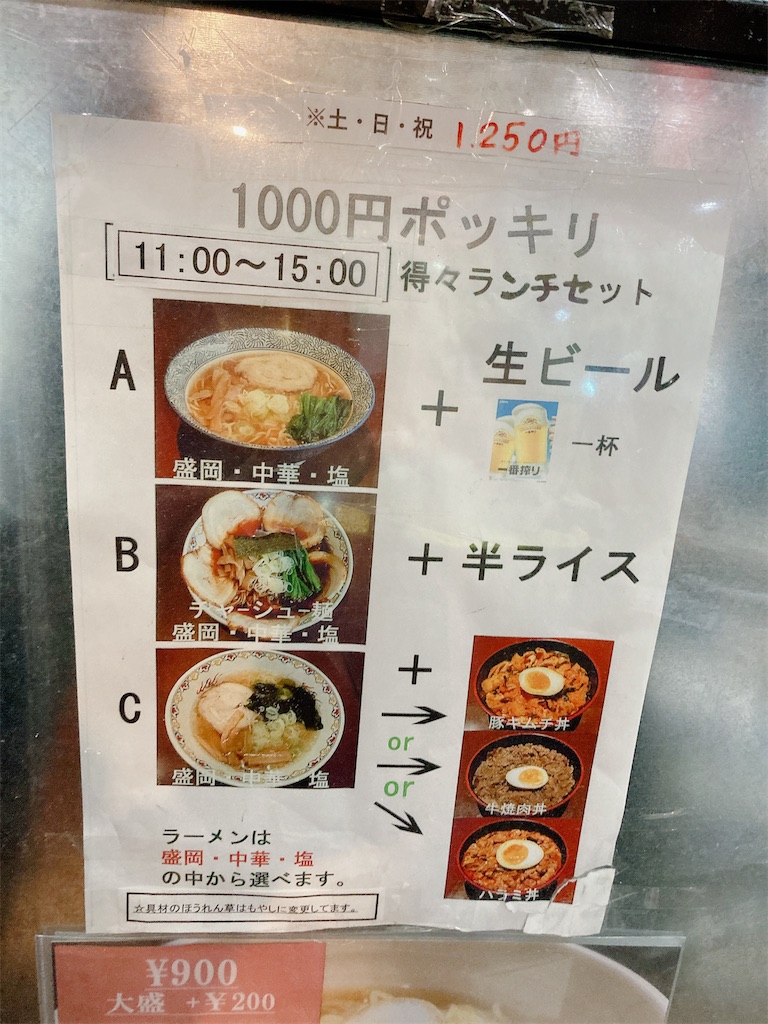 ※土・日・祝 1.250円
1000円ポッキリ
11:00～15:00
得々ランチセット
A
盛岡・中華・塩
+
生ビール
一番搾り
一杯
B
チャーシュー麺
盛岡・中華・塩
+ 半ライス
C
盛岡・中華・塩
+
or
or
豚キムチ丼
牛焼肉丼
ハラミ丼
ラーメンは
盛岡・中華・塩
の中から選べます。
☆具材のほうれん草はもやしに変更してます。
¥900
大盛 +¥200